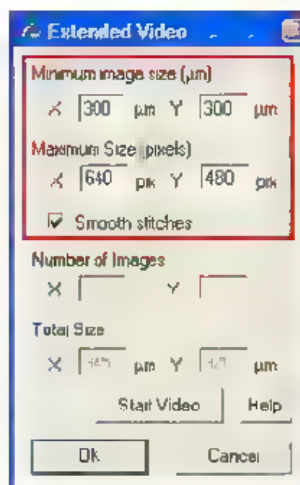 Extended Video
Minimum image size (µm)
X 300 µm Y 300 µm
Maximum Size (pixels)
X 640 pix Y 480 pix
Smooth stitches
Number of Images
X Y
Total Size
X µm Y µm
Start Video Help
Ok Cancel